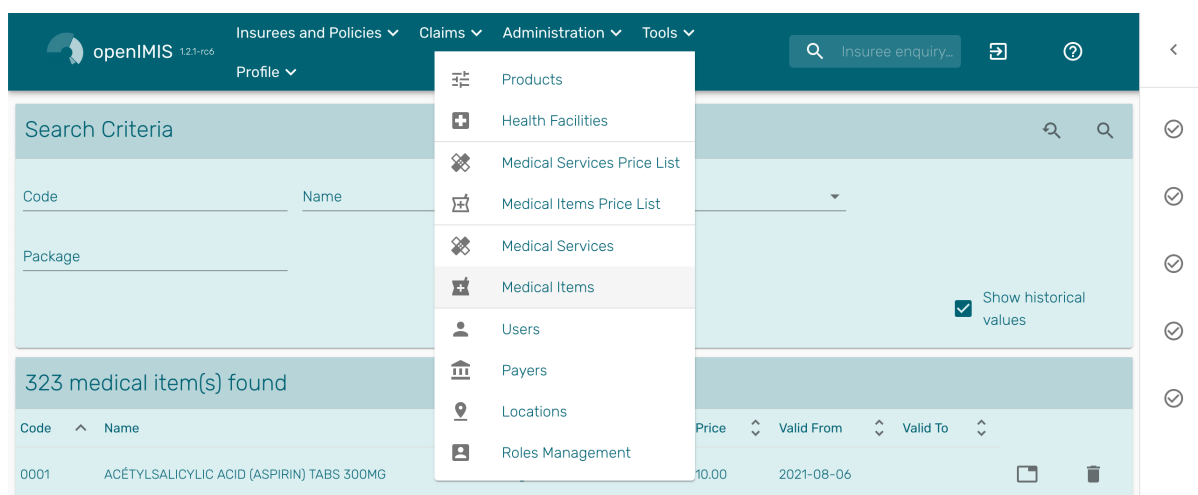 openIMIS 1.2.1-rc6
Insurees and Policies
Claims
Administration
Tools
Profile
Insuree enquiry...
Products
Health Facilities
Medical Services Price List
Medical Items Price List
Medical Services
Medical Items
Users
Payers
Locations
Roles Management
Search Criteria
Code
Name
Package
Show historical
values
323 medical item(s) found
Code
Name
Price
Valid From
Valid To
0001
ACÉTYLSALICYLIC ACID (ASPIRIN) TABS 300MG
10.00
2021-08-06